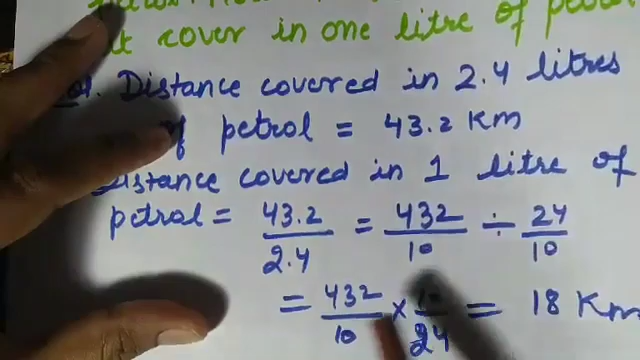 it cover in one litre of petrol
Sol. Distance covered in 2.4 litres
of petrol = 43.2 Km
Distance covered in 1 litre of
petrol = 43.2/2.4 = 432/10 ÷ 24/10
= 432/10 × 10/24 = 18 Km